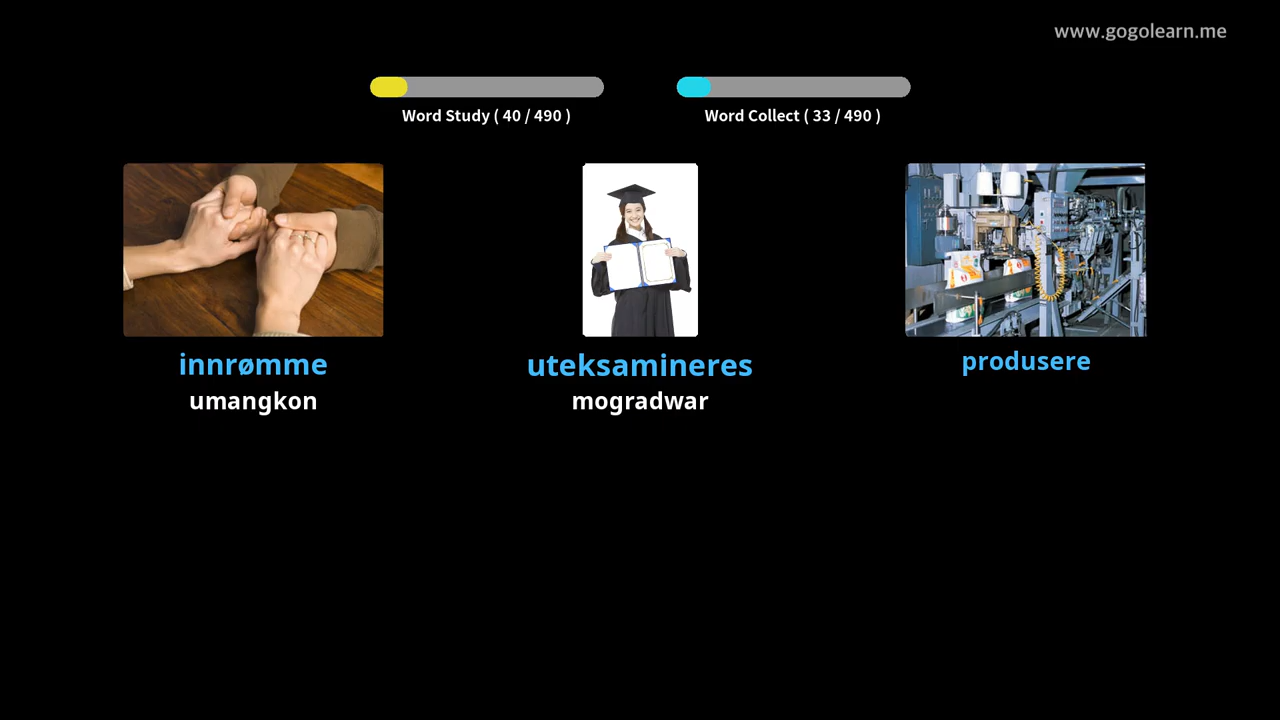 www.gogolearn.me
Word Study ( 40 / 490 )
Word Collect ( 33 / 490 )
innrømme
umangkon
uteksamineres
mogradwar
produsere